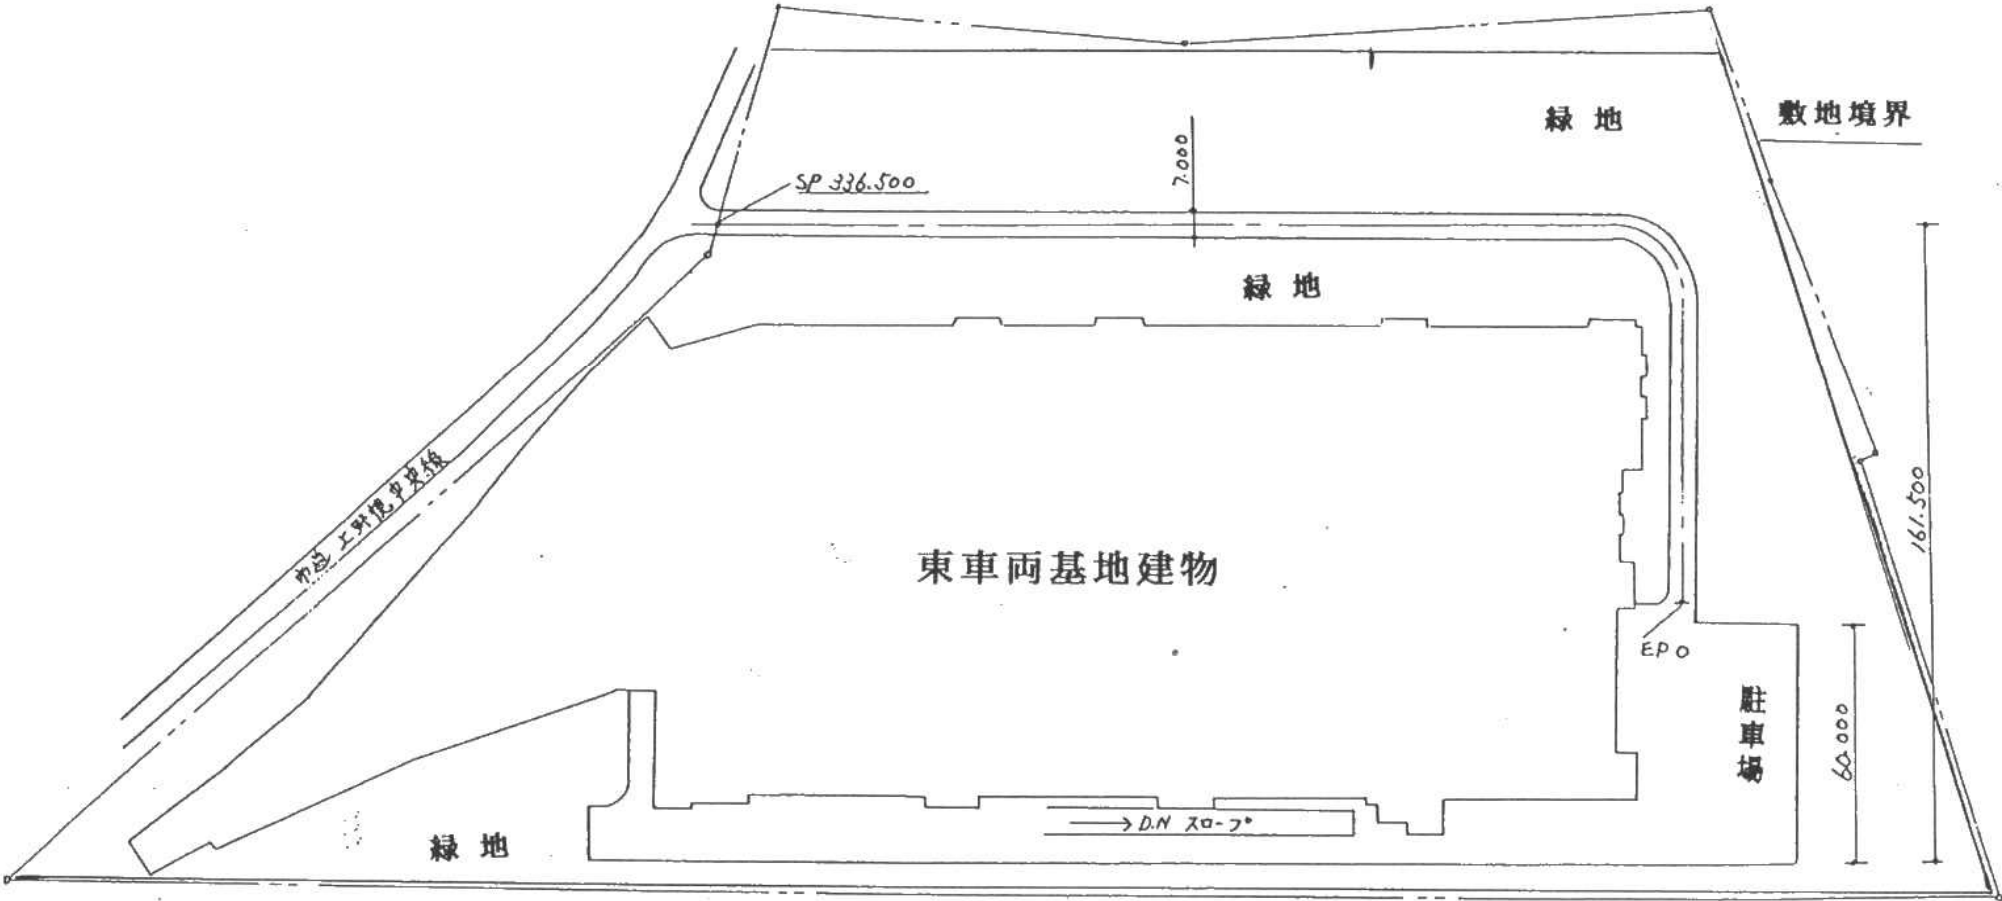 緑地
敷地境界
7.000
SP 336.500
緑地
161.500
東車両基地建物
EP 0
駐車場
60.000
→ D.N スロープ
緑地